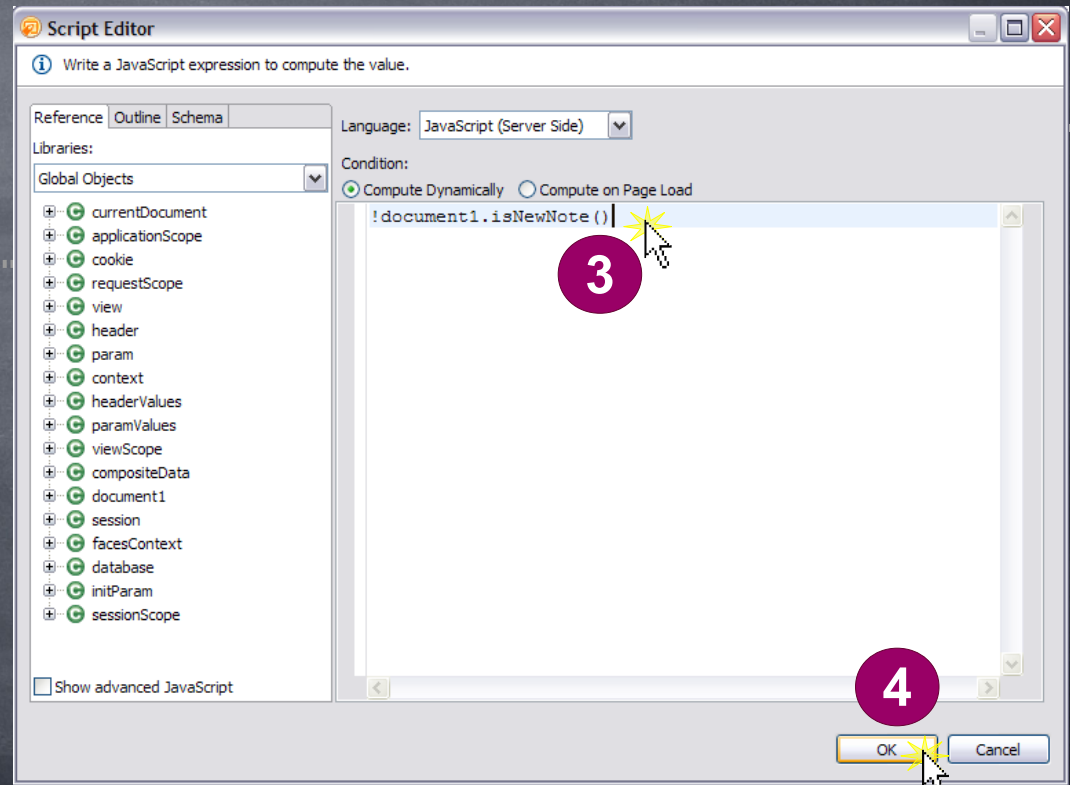 Script Editor
Write a JavaScript expression to compute the value.
Reference Outline Schema
Libraries:
Global Objects
currentDocument
applicationScope
cookie
requestScope
view
header
param
context
headerValues
paramValues
viewScope
compositeData
document1
session
facesContext
database
initParam
sessionScope
Show advanced JavaScript
Language: JavaScript (Server Side)
Condition:
Compute Dynamically Compute on Page Load
!document1.isNewNote()
3
4
OK Cancel